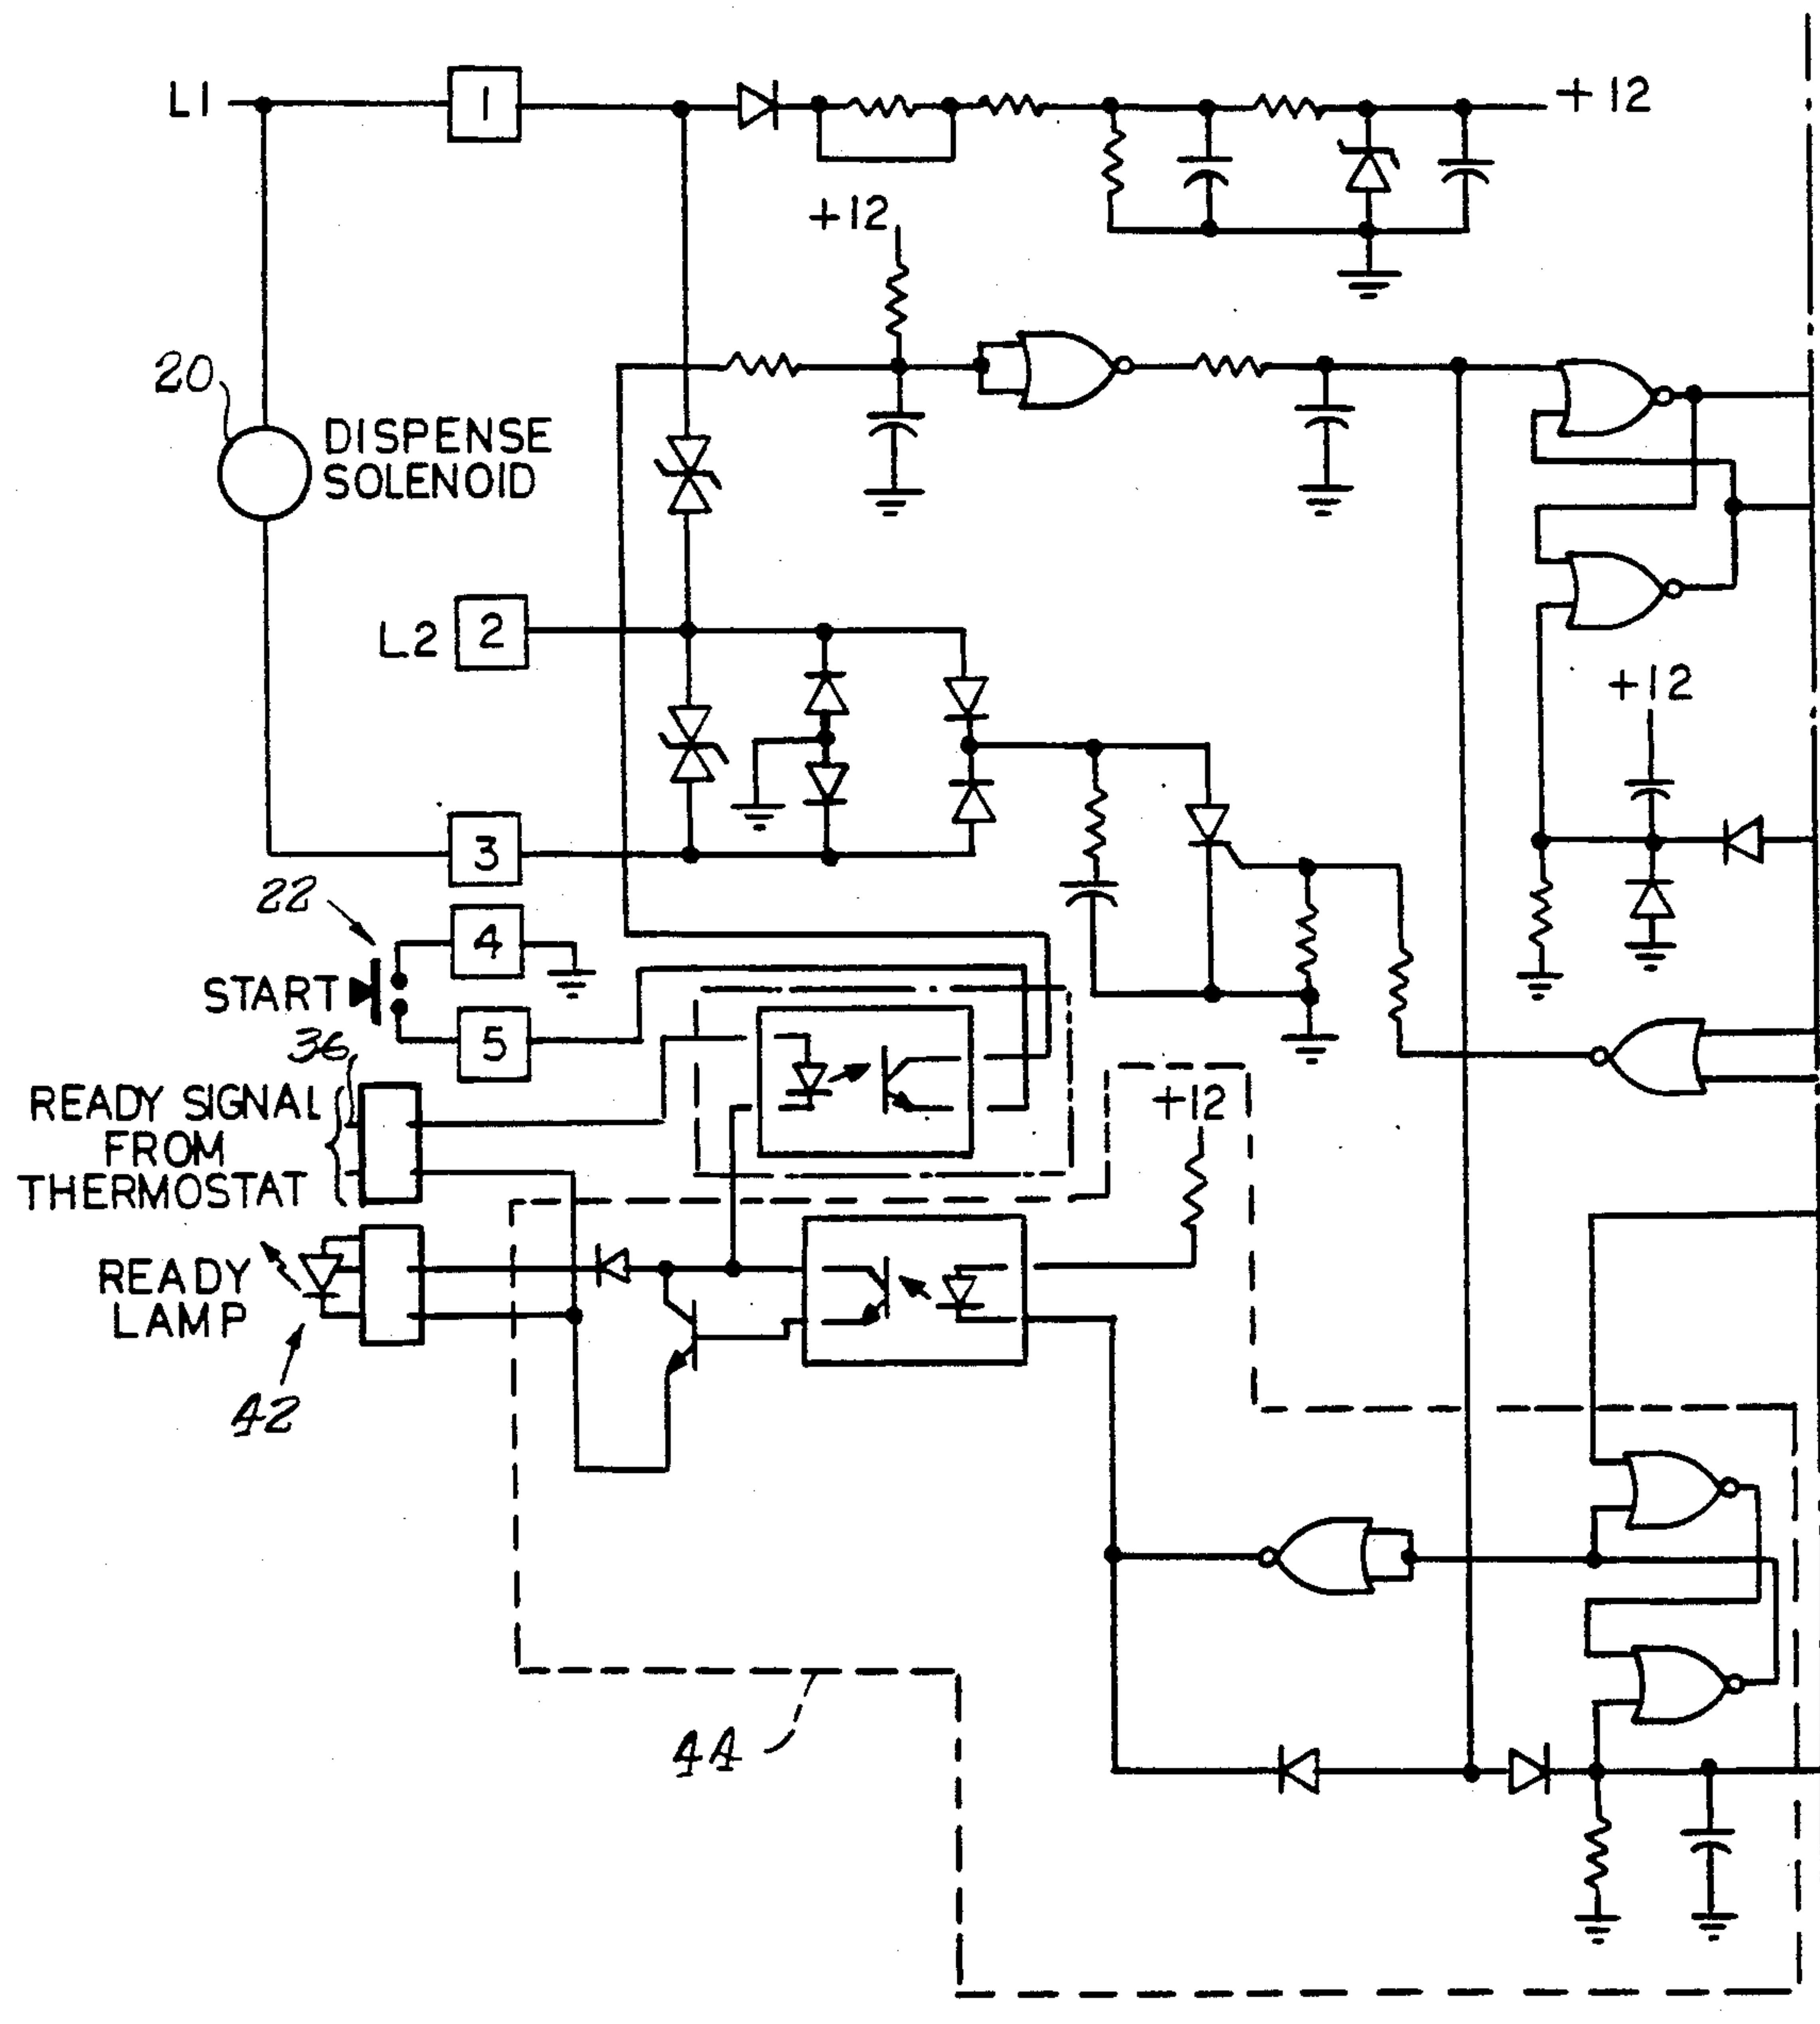 L1
1
+12
+12
20
DISPENSE
SOLENOID
L2
2
+12
3
22
4
START
5
36
READY SIGNAL
FROM
THERMOSTAT
+12
READY
LAMP
42
44